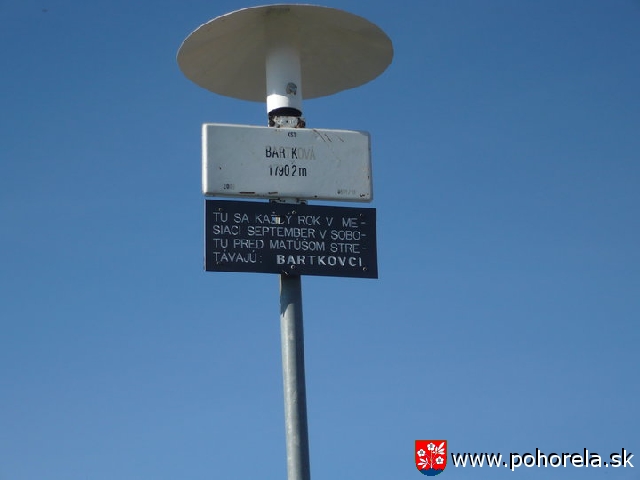 BARTKOVÁ
1790.2 m
TU SA KAŽDÝ ROK V ME-
SIACI SEPTEMBER V SOBO-
TU PRED MATÚŠOM STRE-
TÁVAJÚ: BARTKOVCI
www.pohorela.sk